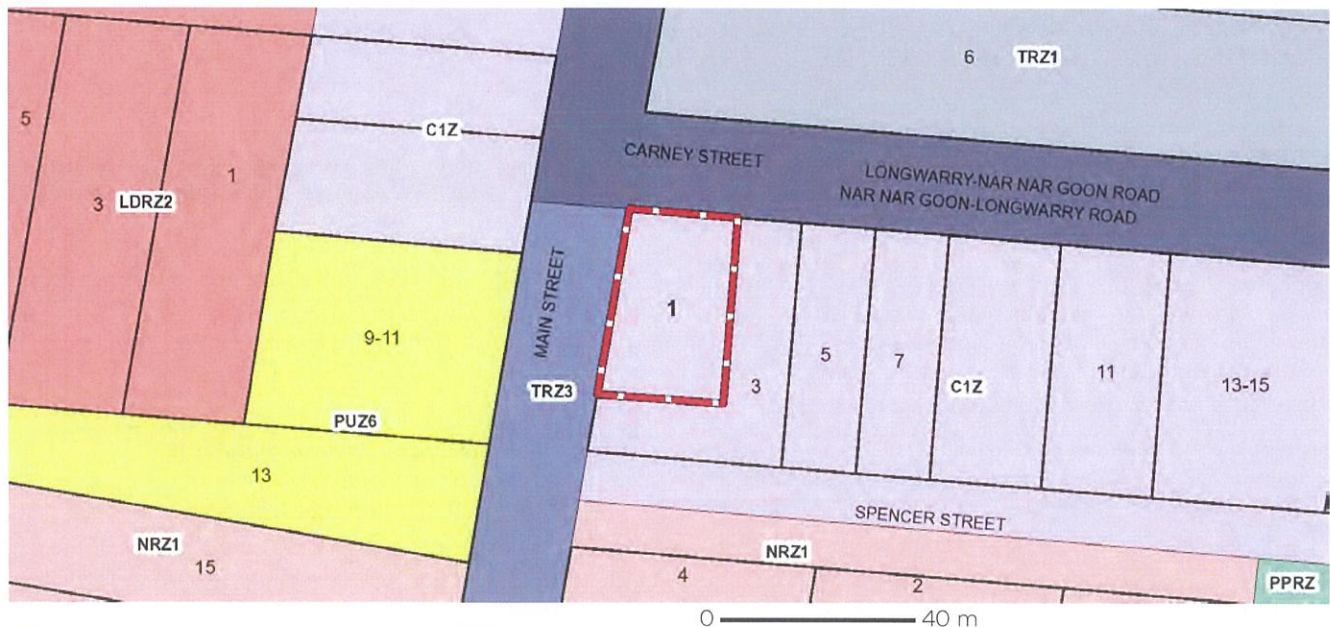 6 TRZ1
5
C1Z
CARNEY STREET
LONGWARRY-NAR NAR GOON ROAD
NAR NAR GOON-LONGWARRY ROAD
1
3 LDRZ2
MAIN STREET
1
9-11
5
7
3
C1Z
11
13-15
TRZ3
PUZ6
13
SPENCER STREET
NRZ1
15
NRZ1
4
2
PPRZ
0 40 m